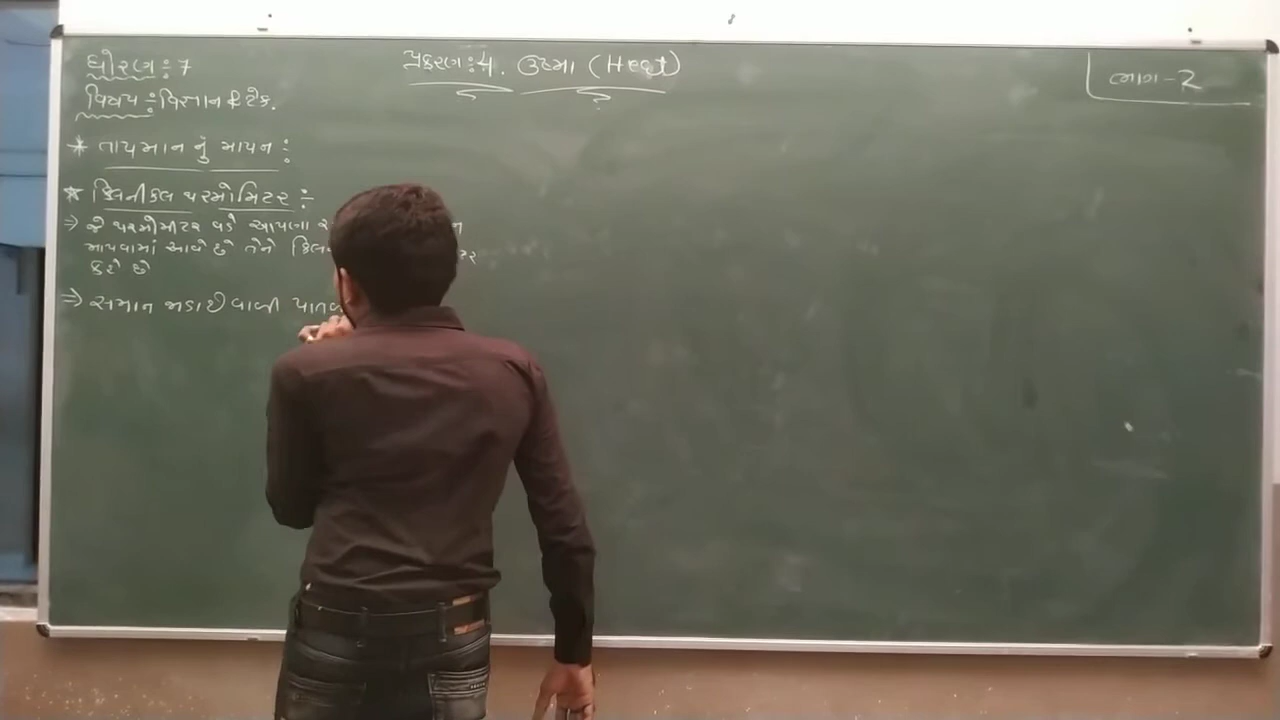 ધોરણ : 7
પ્રકરણ : 4. ઉષ્મા (Heat)
ભાગ - 2
વિષય : વિજ્ઞાન & ટેક.
* તાપમાન નું માપન :
* ક્લિનીકલ થરમોમિટર :
⇒ જે થરમોમીટર વડે આપણા
માપવામાં આવે છે તેને
કહે છે
⇒ સમાન જાડાઈવાળી